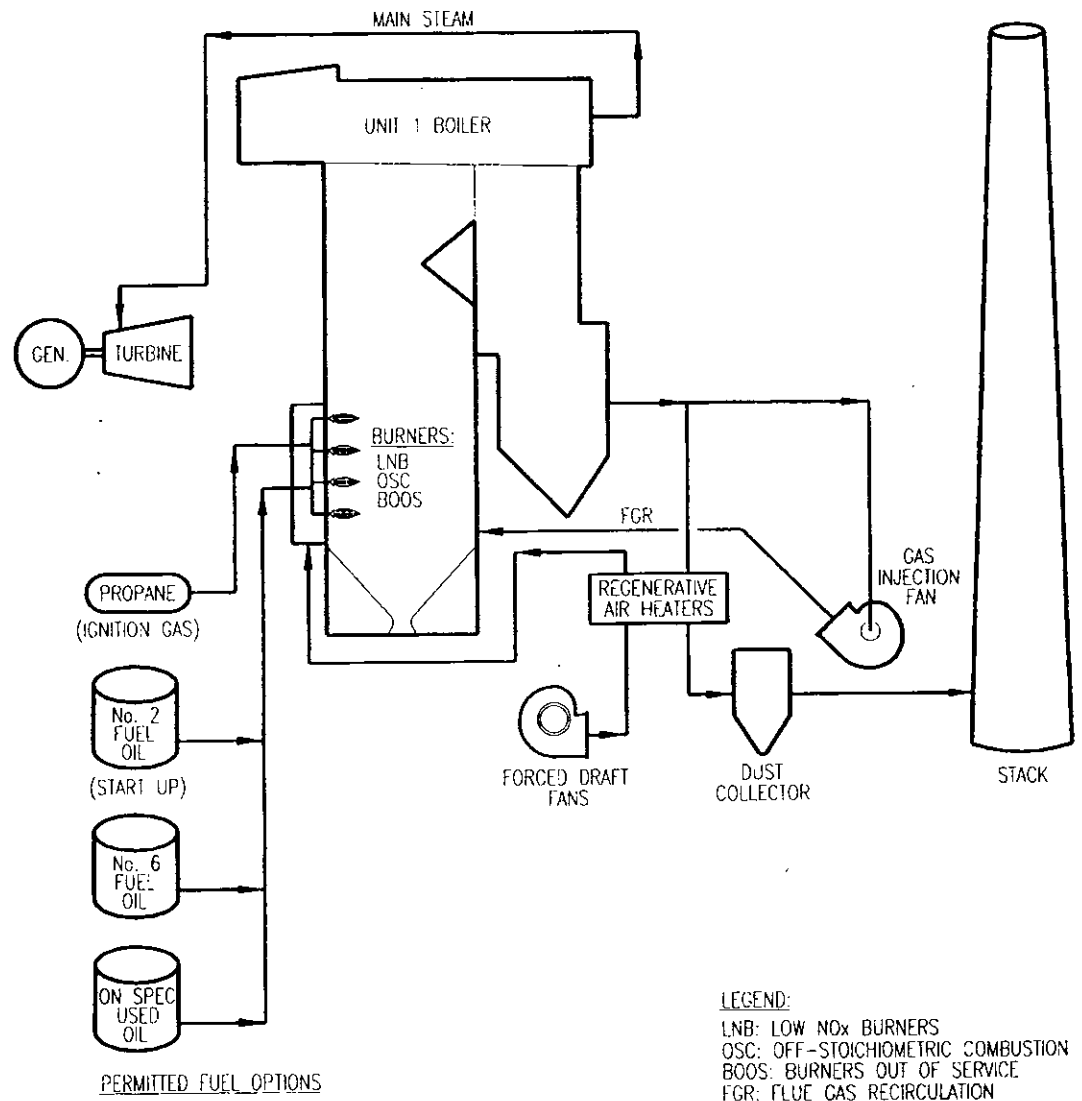 MAIN STEAM
UNIT 1 BOILER
GEN.
TURBINE
BURNERS:
LNB
OSC
BOOS
FGR
GAS
INJECTION
FAN
REGENERATIVE
AIR HEATERS
PROPANE
(IGNITION GAS)
No. 2
FUEL
OIL
(START UP)
FORCED DRAFT
FANS
DUST
COLLECTOR
STACK
No. 6
FUEL
OIL
ON SPEC
USED
OIL
PERMITTED FUEL OPTIONS
LEGEND:
LNB: LOW NOx BURNERS
OSC: OFF-STOICHIOMETRIC COMBUSTION
BOOS: BURNERS OUT OF SERVICE
FGR: FLUE GAS RECIRCULATION